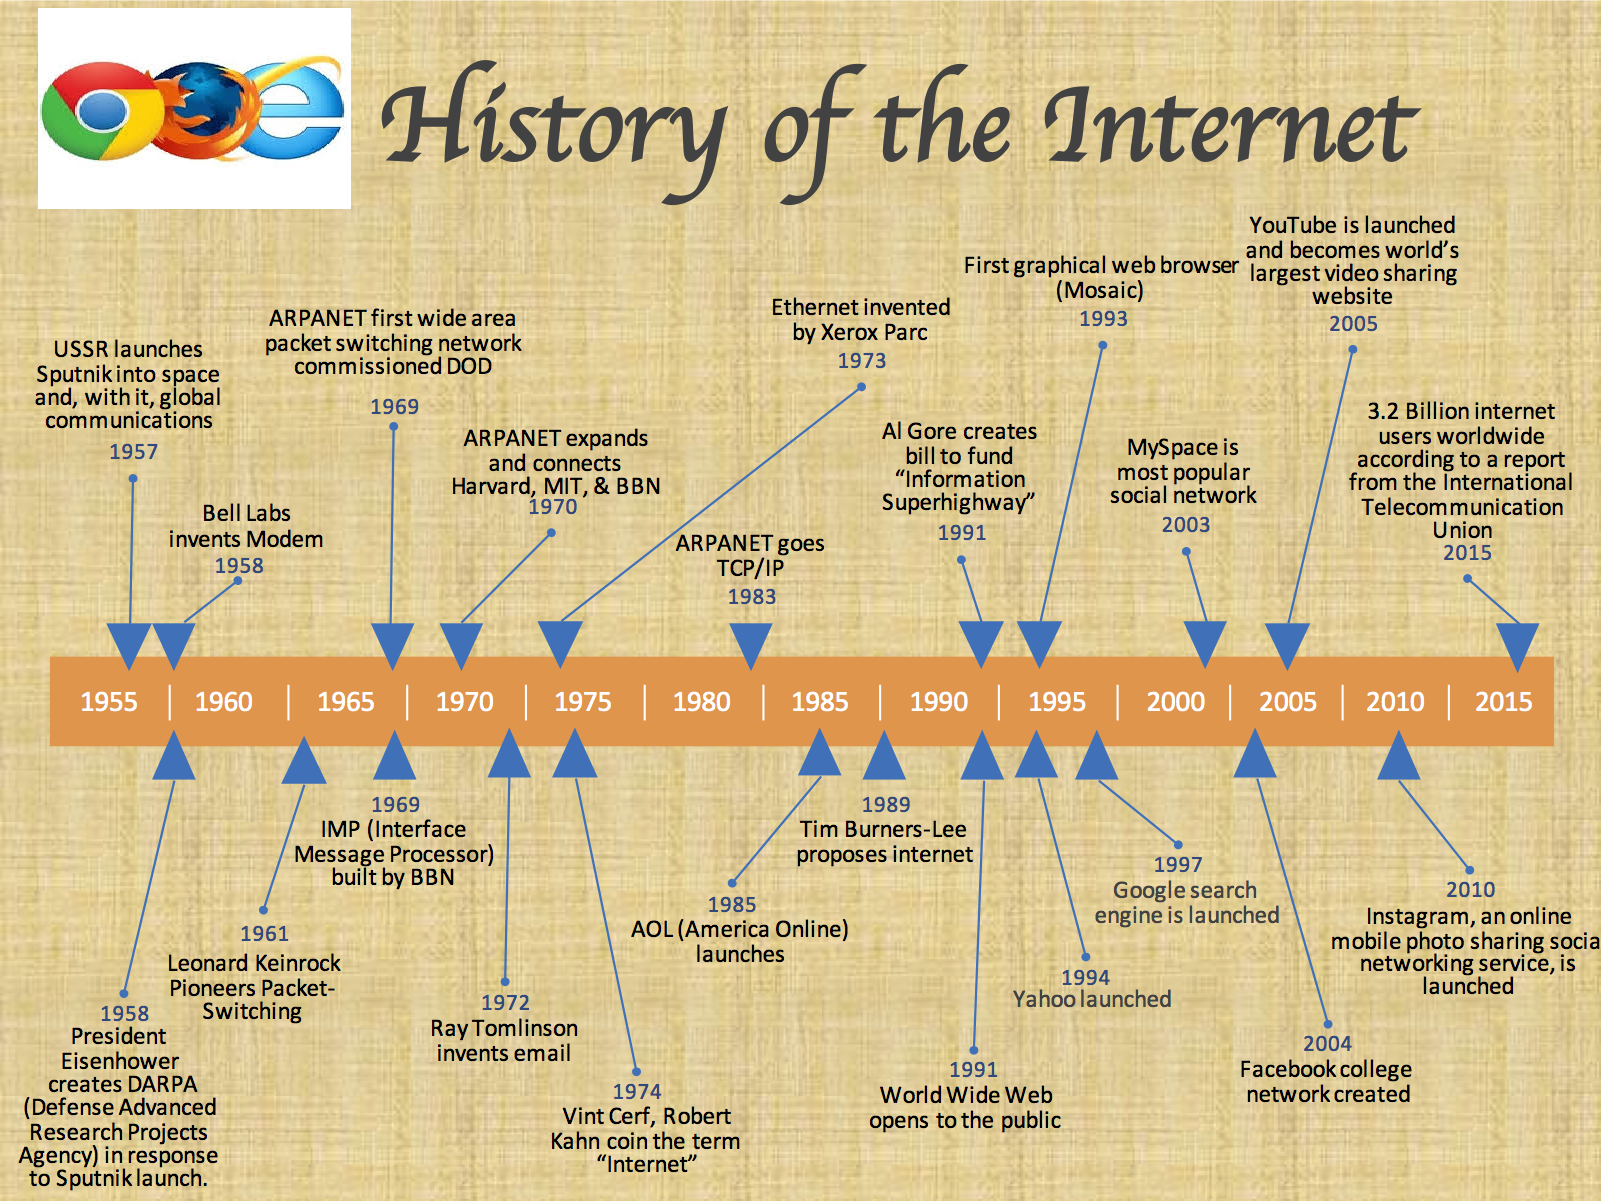 History of the Internet
USSR launches
Sputnik into space
and, with it, global
communications
1957
Bell Labs
invents Modem
1958
ARPANET first wide area
packet switching network
commissioned DOD
1969
ARPANET expands
and connects
Harvard, MIT, & BBN
1970
Ethernet invented
by Xerox Parc
1973
ARPANET goes
TCP/IP
1983
Al Gore creates
bill to fund
“Information
Superhighway”
1991
First graphical web browser
(Mosaic)
1993
MySpace is
most popular
social network
2003
YouTube is launched
and becomes world’s
largest video sharing
website
2005
3.2 Billion internet
users worldwide
according to a report
from the International
Telecommunication
Union
2015
1955 | 1960 | 1965 | 1970 | 1975 | 1980 | 1985 | 1990 | 1995 | 2000 | 2005 | 2010 | 2015
1958
President
Eisenhower
creates DARPA
(Defense Advanced
Research Projects
Agency) in response
to Sputnik launch.
1961
Leonard Keinrock
Pioneers Packet-
Switching
1969
IMP (Interface
Message Processor)
built by BBN
1972
Ray Tomlinson
invents email
1974
Vint Cerf, Robert
Kahn coin the term
“Internet”
1985
AOL (America Online)
launches
1989
Tim Burners-Lee
proposes internet
1991
World Wide Web
opens to the public
1994
Yahoo launched
1997
Google search
engine is launched
2004
Facebook college
network created
2010
Instagram, an online
mobile photo sharing socia
networking service, is
launched